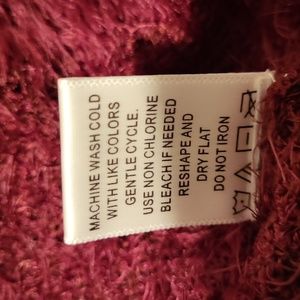 MACHINE WASH COLD
WITH LIKE COLORS
GENTLE CYCLE.
USE NON CHLORINE
BLEACH IF NEEDED
RESHAPE AND
DRY FLAT
DO NOT IRON